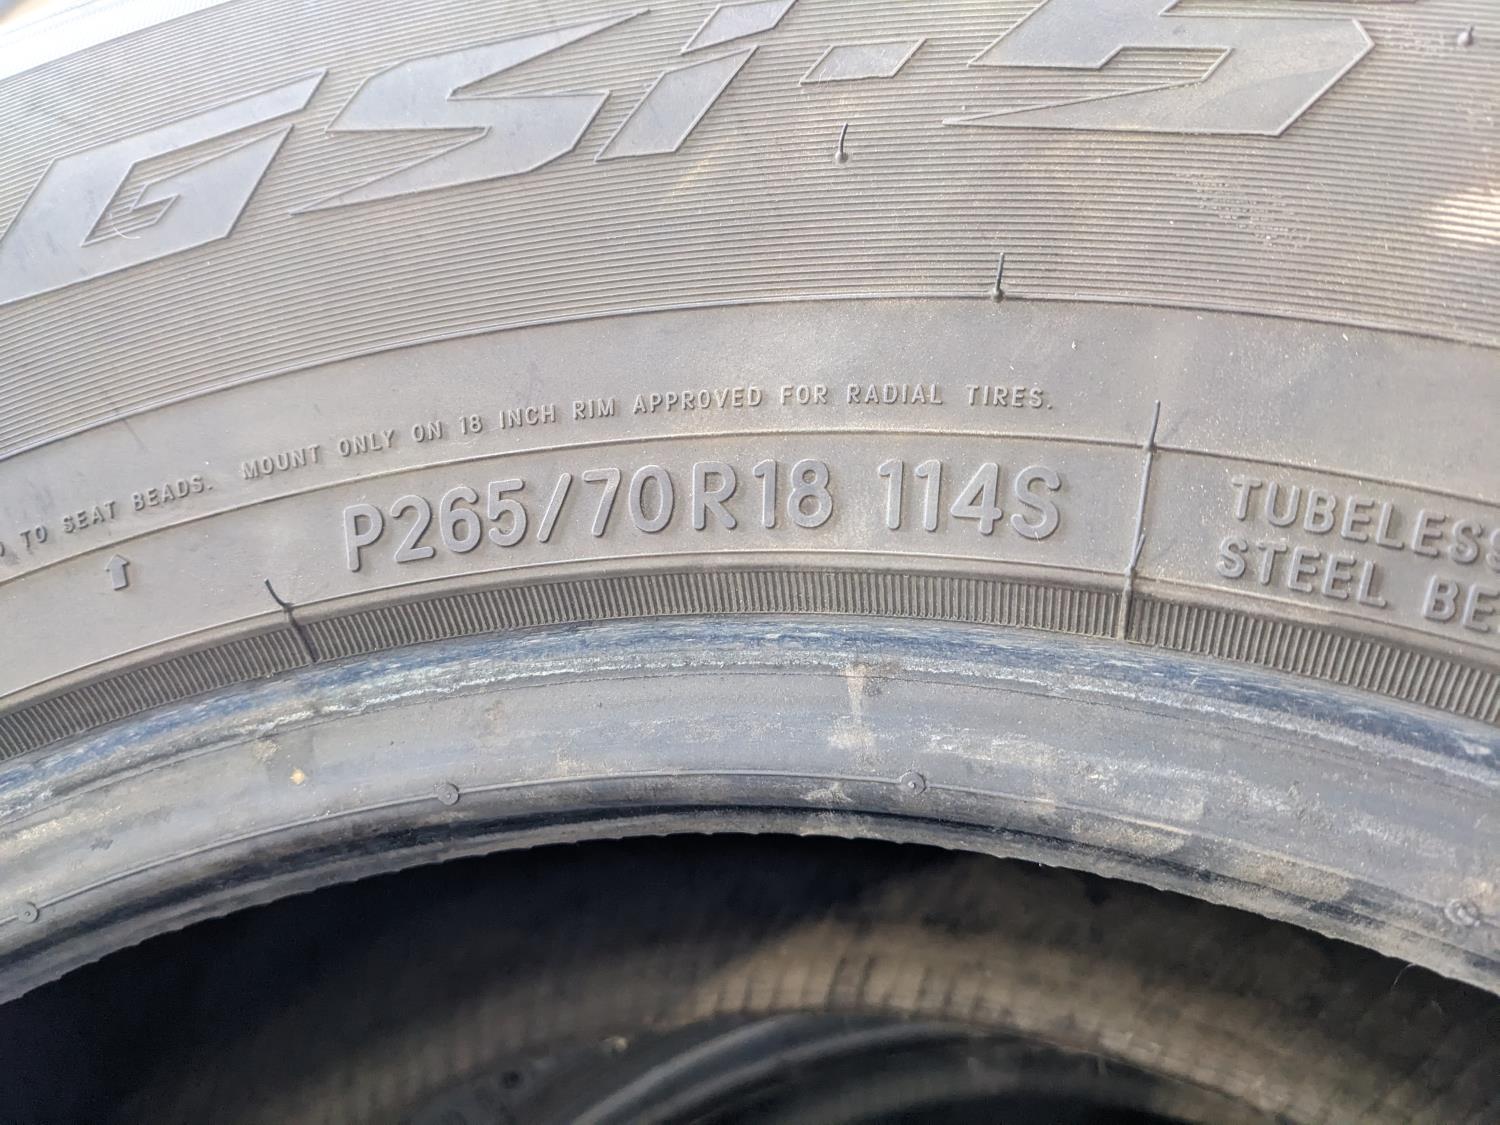 GSi-5
TO SEAT BEADS. MOUNT ONLY ON 18 INCH RIM APPROVED FOR RADIAL TIRES.
P265/70R18 114S
TUBELESS
STEEL